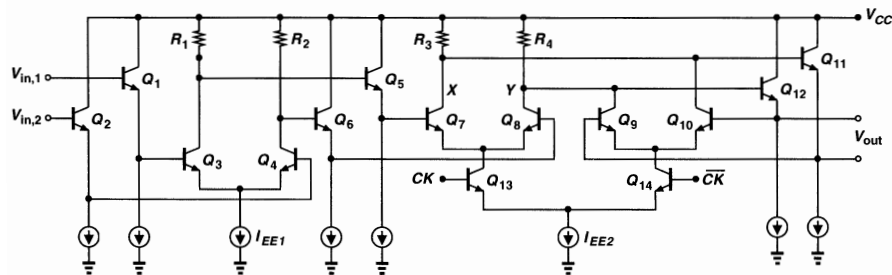 V_CC
R_1 R_2 R_3 R_4
V_in,1 Q_1 Q_5 Q_11
X Y Q_12
V_in,2 Q_2 Q_6 Q_7 Q_8 Q_9 Q_10
V_out
Q_3 Q_4
CK Q_13 Q_14 \overline{CK}
I_EE1 I_EE2